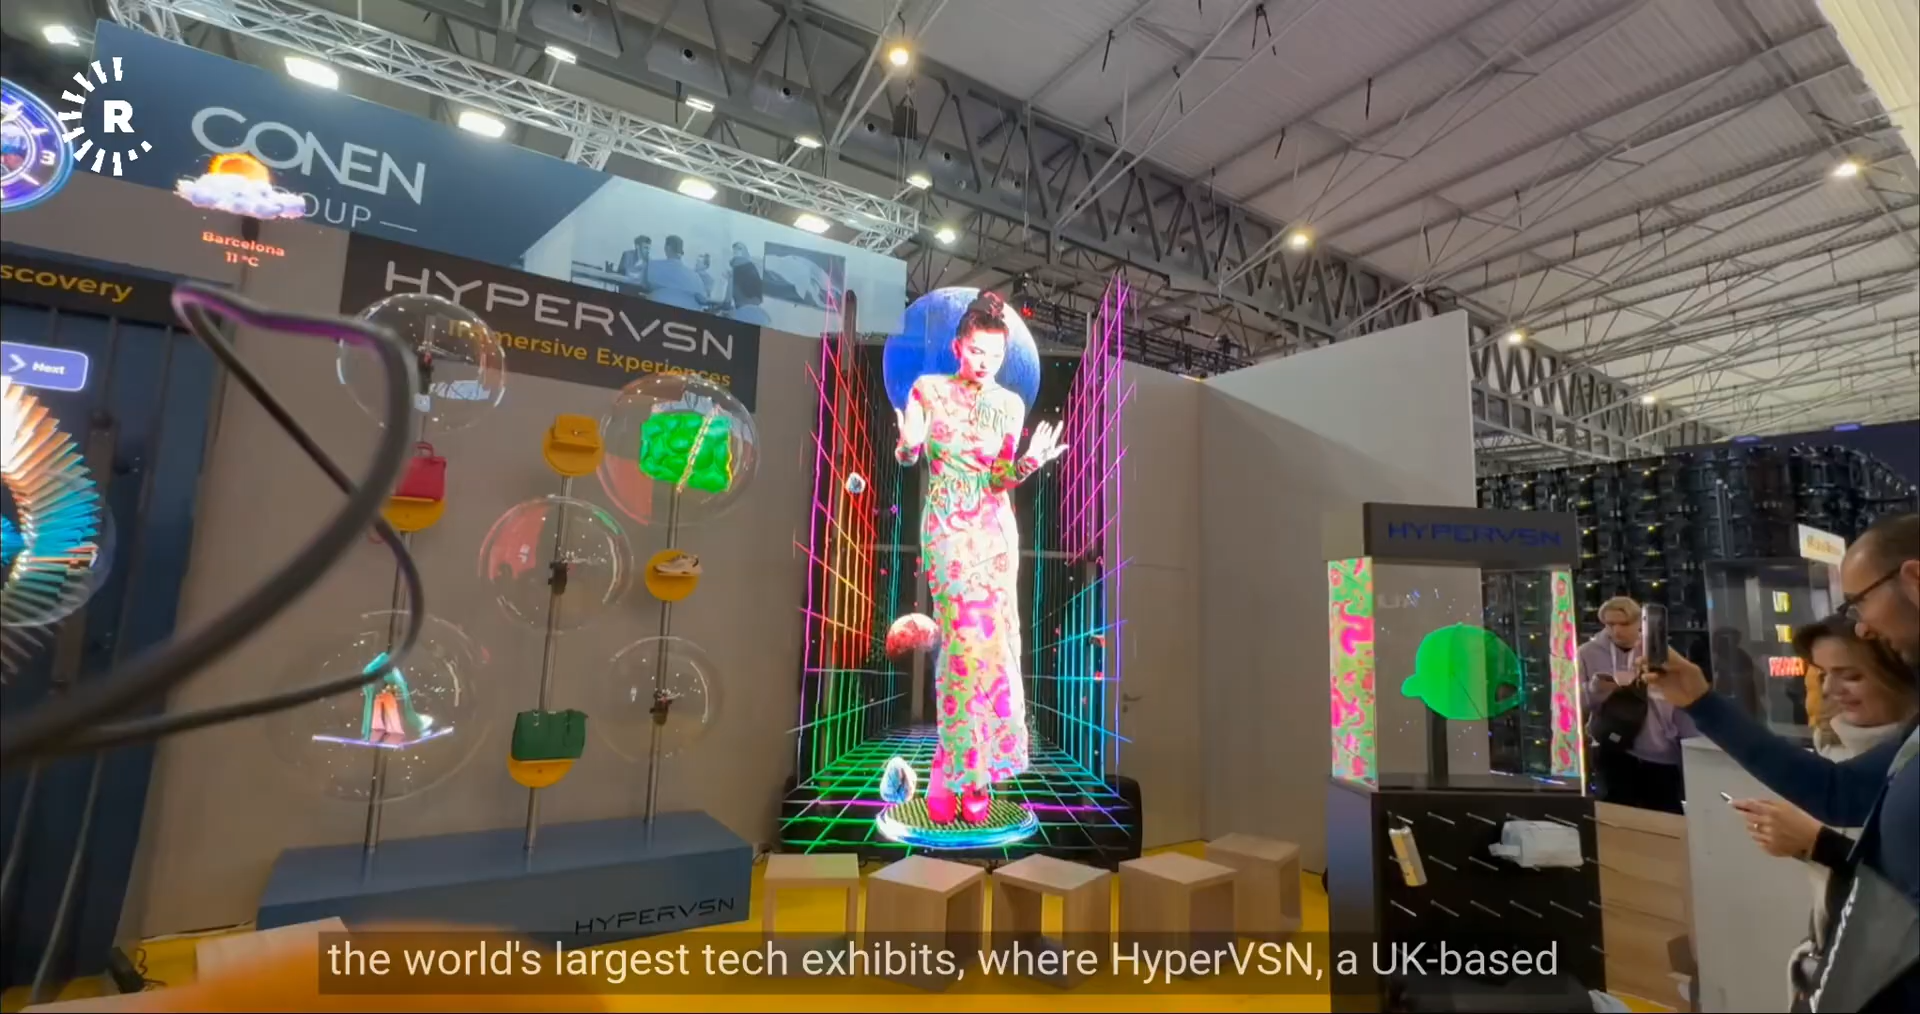 R
CONEN
GROUP
3
Barcelona
11 °C
scovery
HYPERVSN
Immersive Experiences
Next
HYPERVSN
HYPERVSN
the world's largest tech exhibits, where HyperVSN, a UK-based